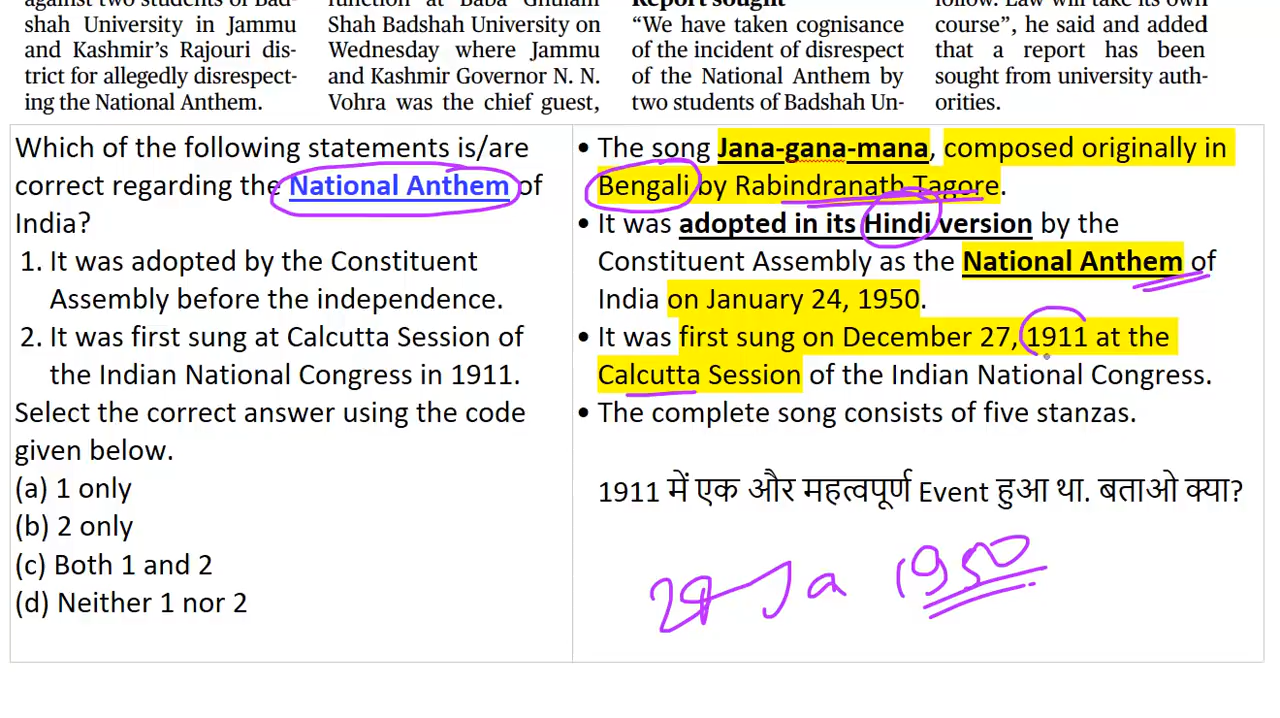 against two students of Bad-
shah University in Jammu
and Kashmir's Rajouri dis-
trict for allegedly disrespect-
ing the National Anthem.
function at Baba Ghulam
Shah Badshah University on
Wednesday where Jammu
and Kashmir Governor N. N.
Vohra was the chief guest,
Report sought
“We have taken cognisance
of the incident of disrespect
of the National Anthem by
two students of Badshah Un-
follow. Law will take its own
course”, he said and added
that a report has been
sought from university auth-
orities.
Which of the following statements is/are
correct regarding the National Anthem of
India?
1. It was adopted by the Constituent
Assembly before the independence.
2. It was first sung at Calcutta Session of
the Indian National Congress in 1911.
Select the correct answer using the code
given below.
(a) 1 only
(b) 2 only
(c) Both 1 and 2
(d) Neither 1 nor 2
• The song Jana-gana-mana, composed originally in
Bengali by Rabindranath Tagore.
• It was adopted in its Hindi version by the
Constituent Assembly as the National Anthem of
India on January 24, 1950.
• It was first sung on December 27, 1911 at the
Calcutta Session of the Indian National Congress.
• The complete song consists of five stanzas.
1911 में एक और महत्वपूर्ण Event हुआ था. बताओ क्या?
24 Ja 1950